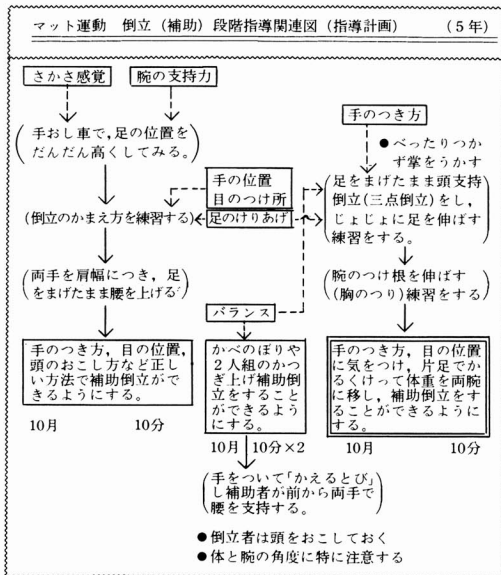 マット運動　倒立（補助）段階指導関連図（指導計画）　　（5年）
さかさ感覚
腕の支持力
手おし車で，足の位置を
だんだん高くしてみる。
手の位置
目のつけ所
（倒立のかまえ方を練習する）
足のけりあげ
両手を肩幅につき，足
をまげたまま腰を上げる
手のつき方，目の位置，
頭のおこし方など正し
い方法で補助倒立がで
きるようにする。
10月　　10分
バランス
かべのぼりや
２人組のかつ
ぎ上げ補助倒
立をすること
ができるよう
にする。
10月　10分×2
手をついて「かえるとび」
し補助者が前から両手で
腰を支持する。
●倒立者は頭をおこしておく
●体と腕の角度に特に注意する
手のつき方
●べったりつか
ず掌をうかす
足をまげたまま頭支持
倒立（三点倒立）をし，
じょじょに足を伸ばす
練習をする。
腕のつけ根を伸ばす
（胸のつり）練習をする
手のつき方，目の位置
に気をつけ，片足でか
るくけって体重を両腕
に移し，補助倒立をす
ることができるように
する。
10月　　10分